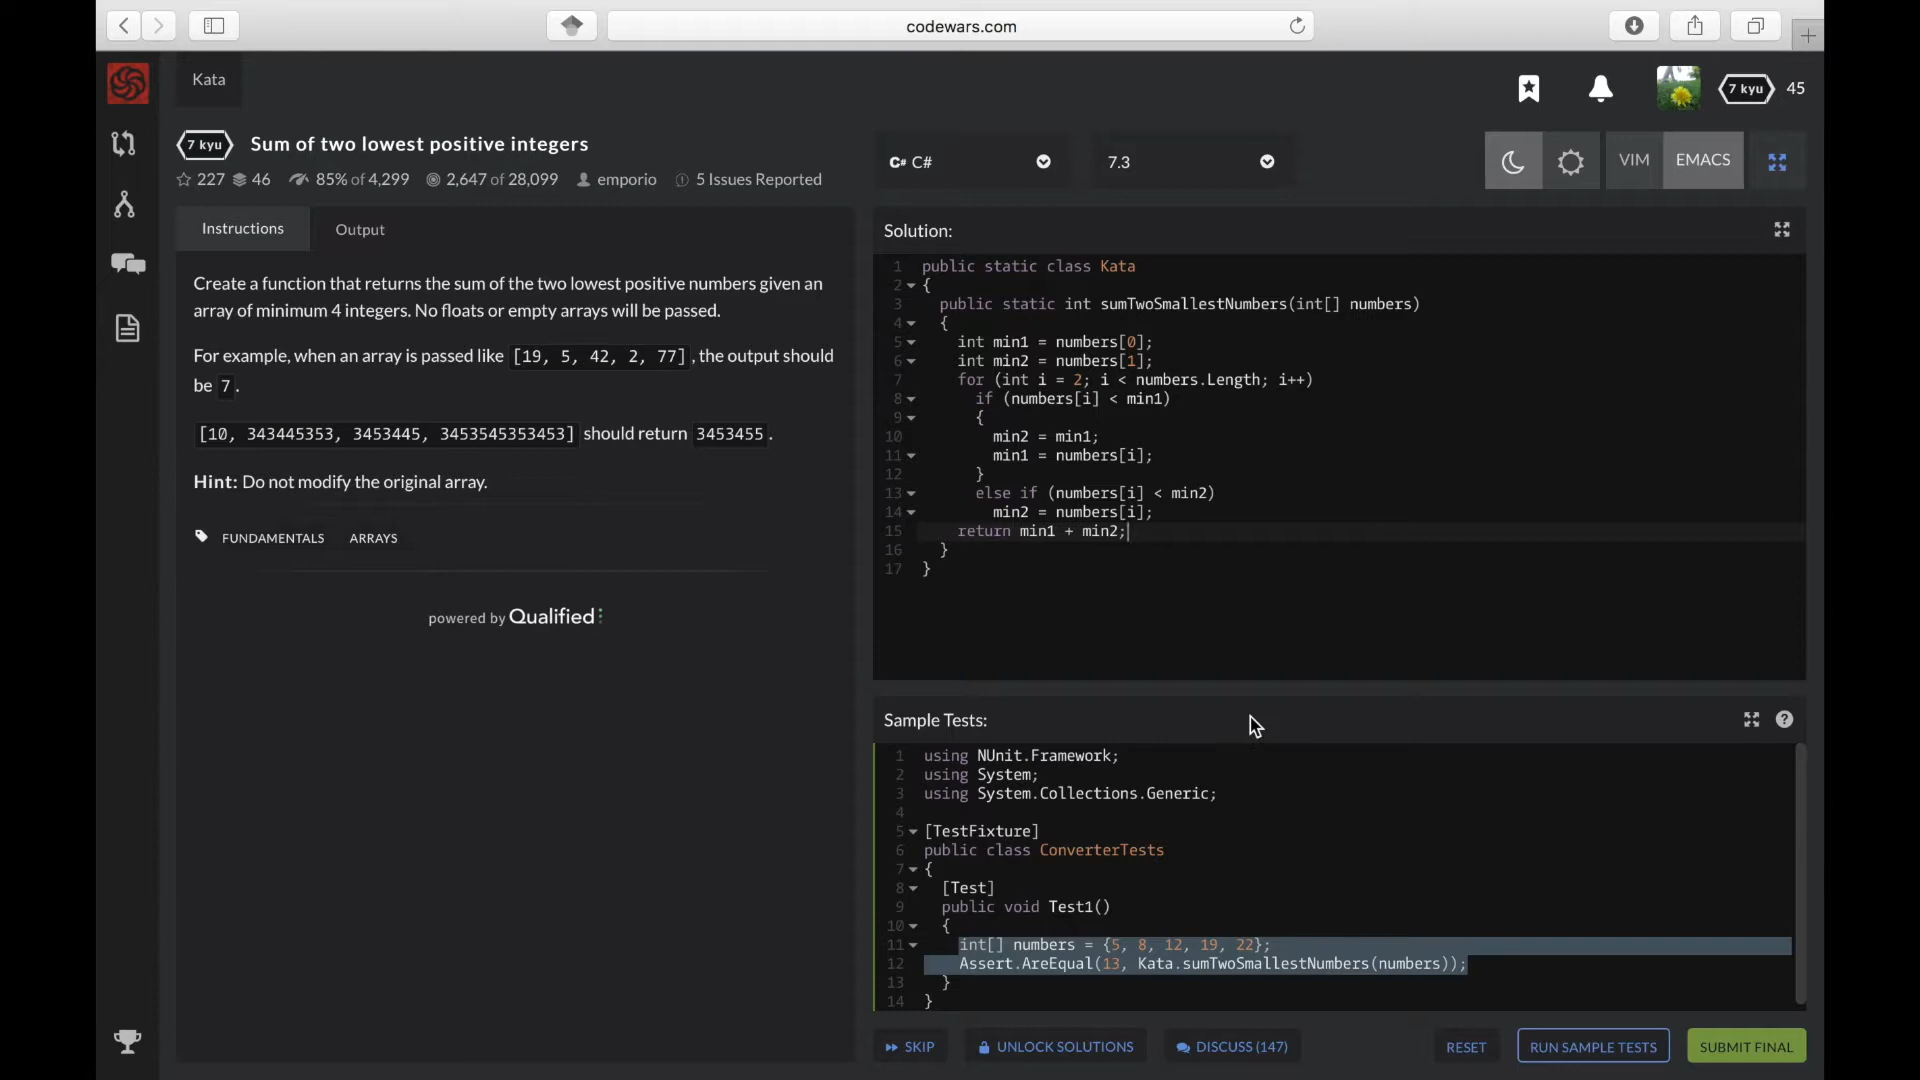 codewars.com
Kata
7 kyu 45
7 kyu Sum of two lowest positive integers
227 46 85% of 4,299 2,647 of 28,099 emporio 5 Issues Reported
C# C#
7.3
VIM EMACS
Instructions Output
Create a function that returns the sum of the two lowest positive numbers given an
array of minimum 4 integers. No floats or empty arrays will be passed.
For example, when an array is passed like [19, 5, 42, 2, 77], the output should
be 7.
[10, 343445353, 3453445, 3453545353453] should return 3453455.
Hint: Do not modify the original array.
FUNDAMENTALS ARRAYS
powered by Qualified
Solution:
1 public static class Kata
2 {
3 public static int sumTwoSmallestNumbers(int[] numbers)
4 {
5 int min1 = numbers[0];
6 int min2 = numbers[1];
7 for (int i = 2; i < numbers.Length; i++)
8 if (numbers[i] < min1)
9 {
10 min2 = min1;
11 min1 = numbers[i];
12 }
13 else if (numbers[i] < min2)
14 min2 = numbers[i];
15 return min1 + min2;
16 }
17 }
Sample Tests:
1 using NUnit.Framework;
2 using System;
3 using System.Collections.Generic;
4
5 [TestFixture]
6 public class ConverterTests
7 {
8 [Test]
9 public void Test1()
10 {
11 int[] numbers = {5, 8, 12, 19, 22};
12 Assert.AreEqual(13, Kata.sumTwoSmallestNumbers(numbers));
13 }
14 }
SKIP UNLOCK SOLUTIONS DISCUSS (147) RESET RUN SAMPLE TESTS SUBMIT FINAL